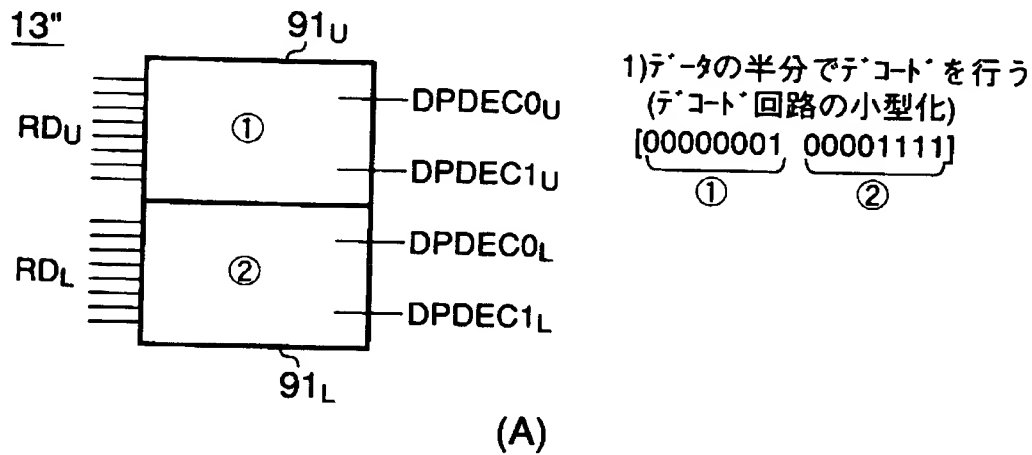 13"
91U
RDU
①
DPDEC0U
DPDEC1U
RDL
②
DPDEC0L
DPDEC1L
91L
1)ﾃﾞｰﾀの半分でﾃﾞｺｰﾄﾞを行う
(ﾃﾞｺｰﾄﾞ回路の小型化)
[00000001 00001111]
① ②
(A)